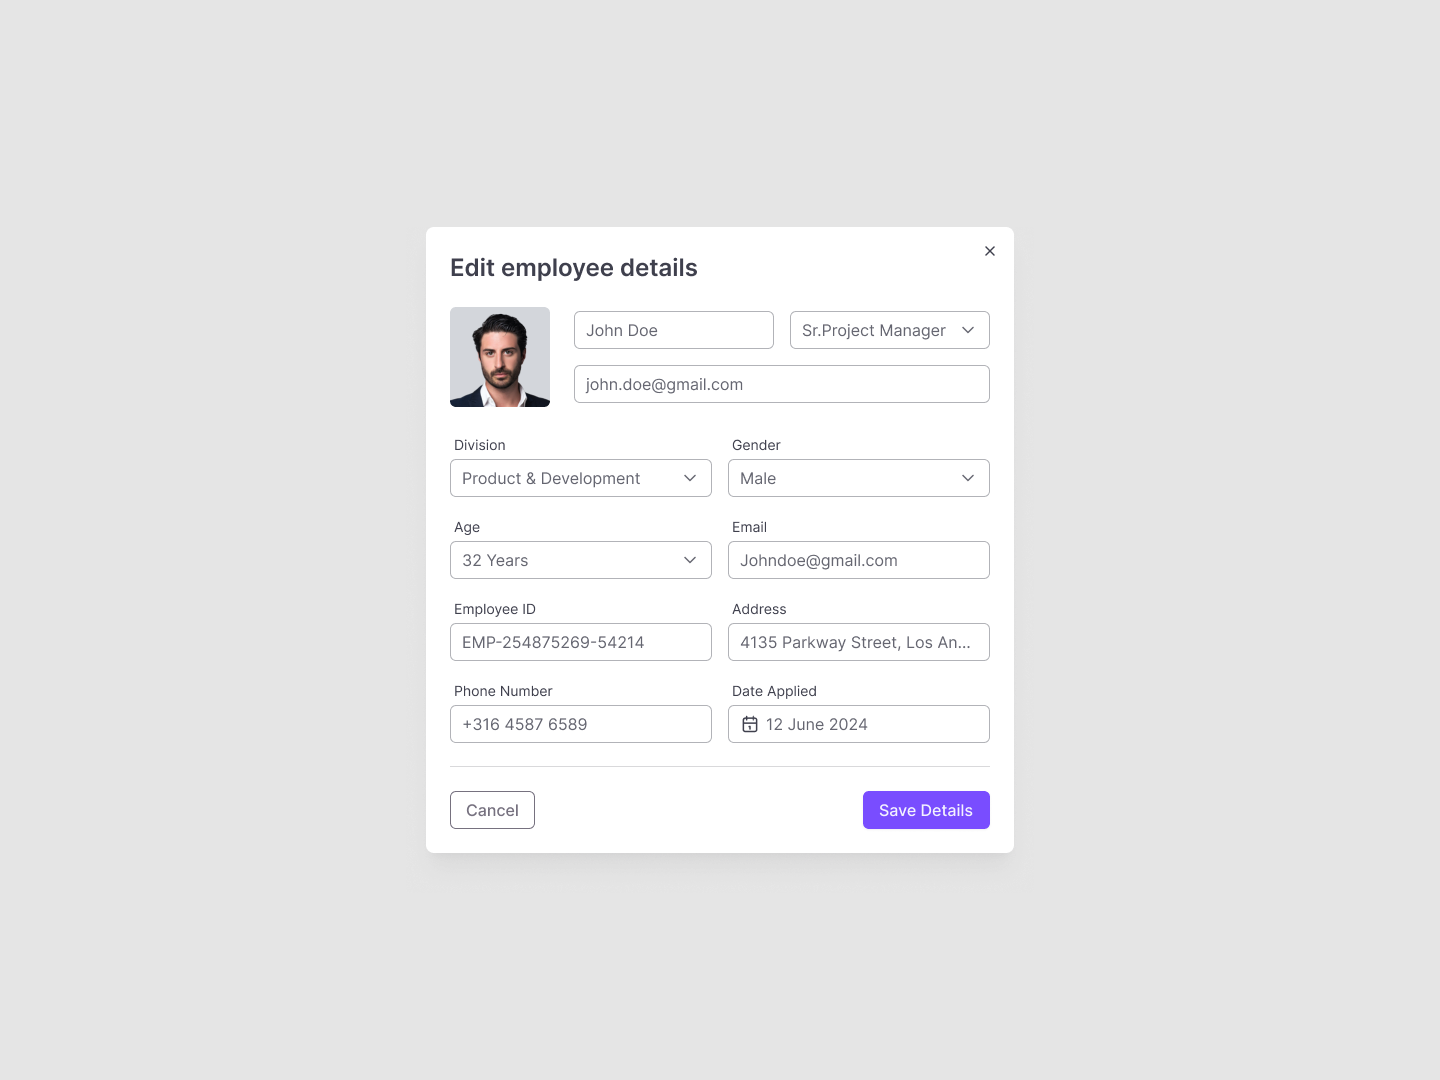 Edit employee details
John Doe
Sr.Project Manager
john.doe@gmail.com
Division
Gender
Product & Development
Male
Age
Email
32 Years
Johndoe@gmail.com
Employee ID
Address
EMP-254875269-54214
4135 Parkway Street, Los An...
Phone Number
Date Applied
+316 4587 6589
12 June 2024
Cancel
Save Details